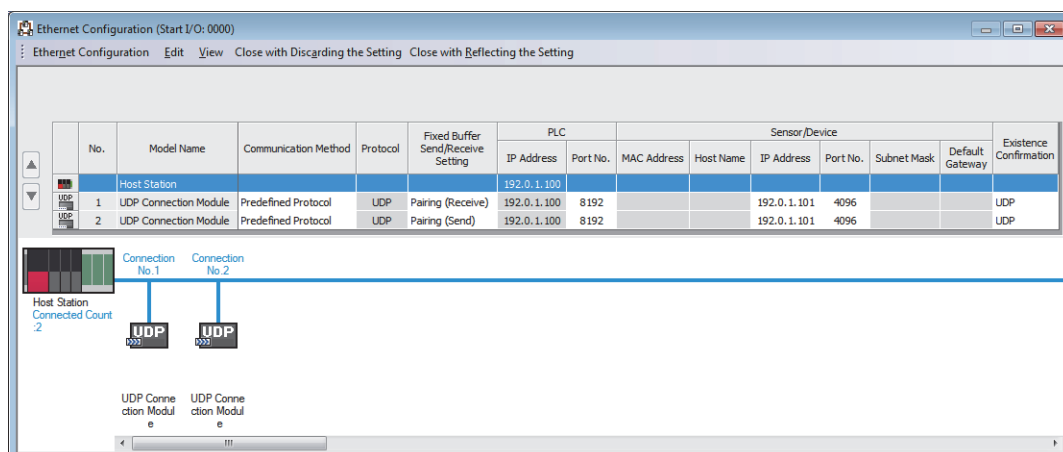 Ethernet Configuration (Start I/O: 0000)
Ethernet Configuration Edit View Close with Discarding the Setting Close with Reflecting the Setting
No. Model Name Communication Method Protocol Fixed Buffer Send/Receive Setting PLC Sensor/Device Existence Confirmation
IP Address Port No. MAC Address Host Name IP Address Port No. Subnet Mask Default Gateway
Host Station 192.0.1.100
UDP 1 UDP Connection Module Predefined Protocol UDP Pairing (Receive) 192.0.1.100 8192 192.0.1.101 4096 UDP
UDP 2 UDP Connection Module Predefined Protocol UDP Pairing (Send) 192.0.1.100 8192 192.0.1.101 4096 UDP
Connection Connection
No.1 No.2
Host Station
Connected Count
:2
UDP UDP
UDP Conne UDP Conne
ction Modul ction Modul
e e